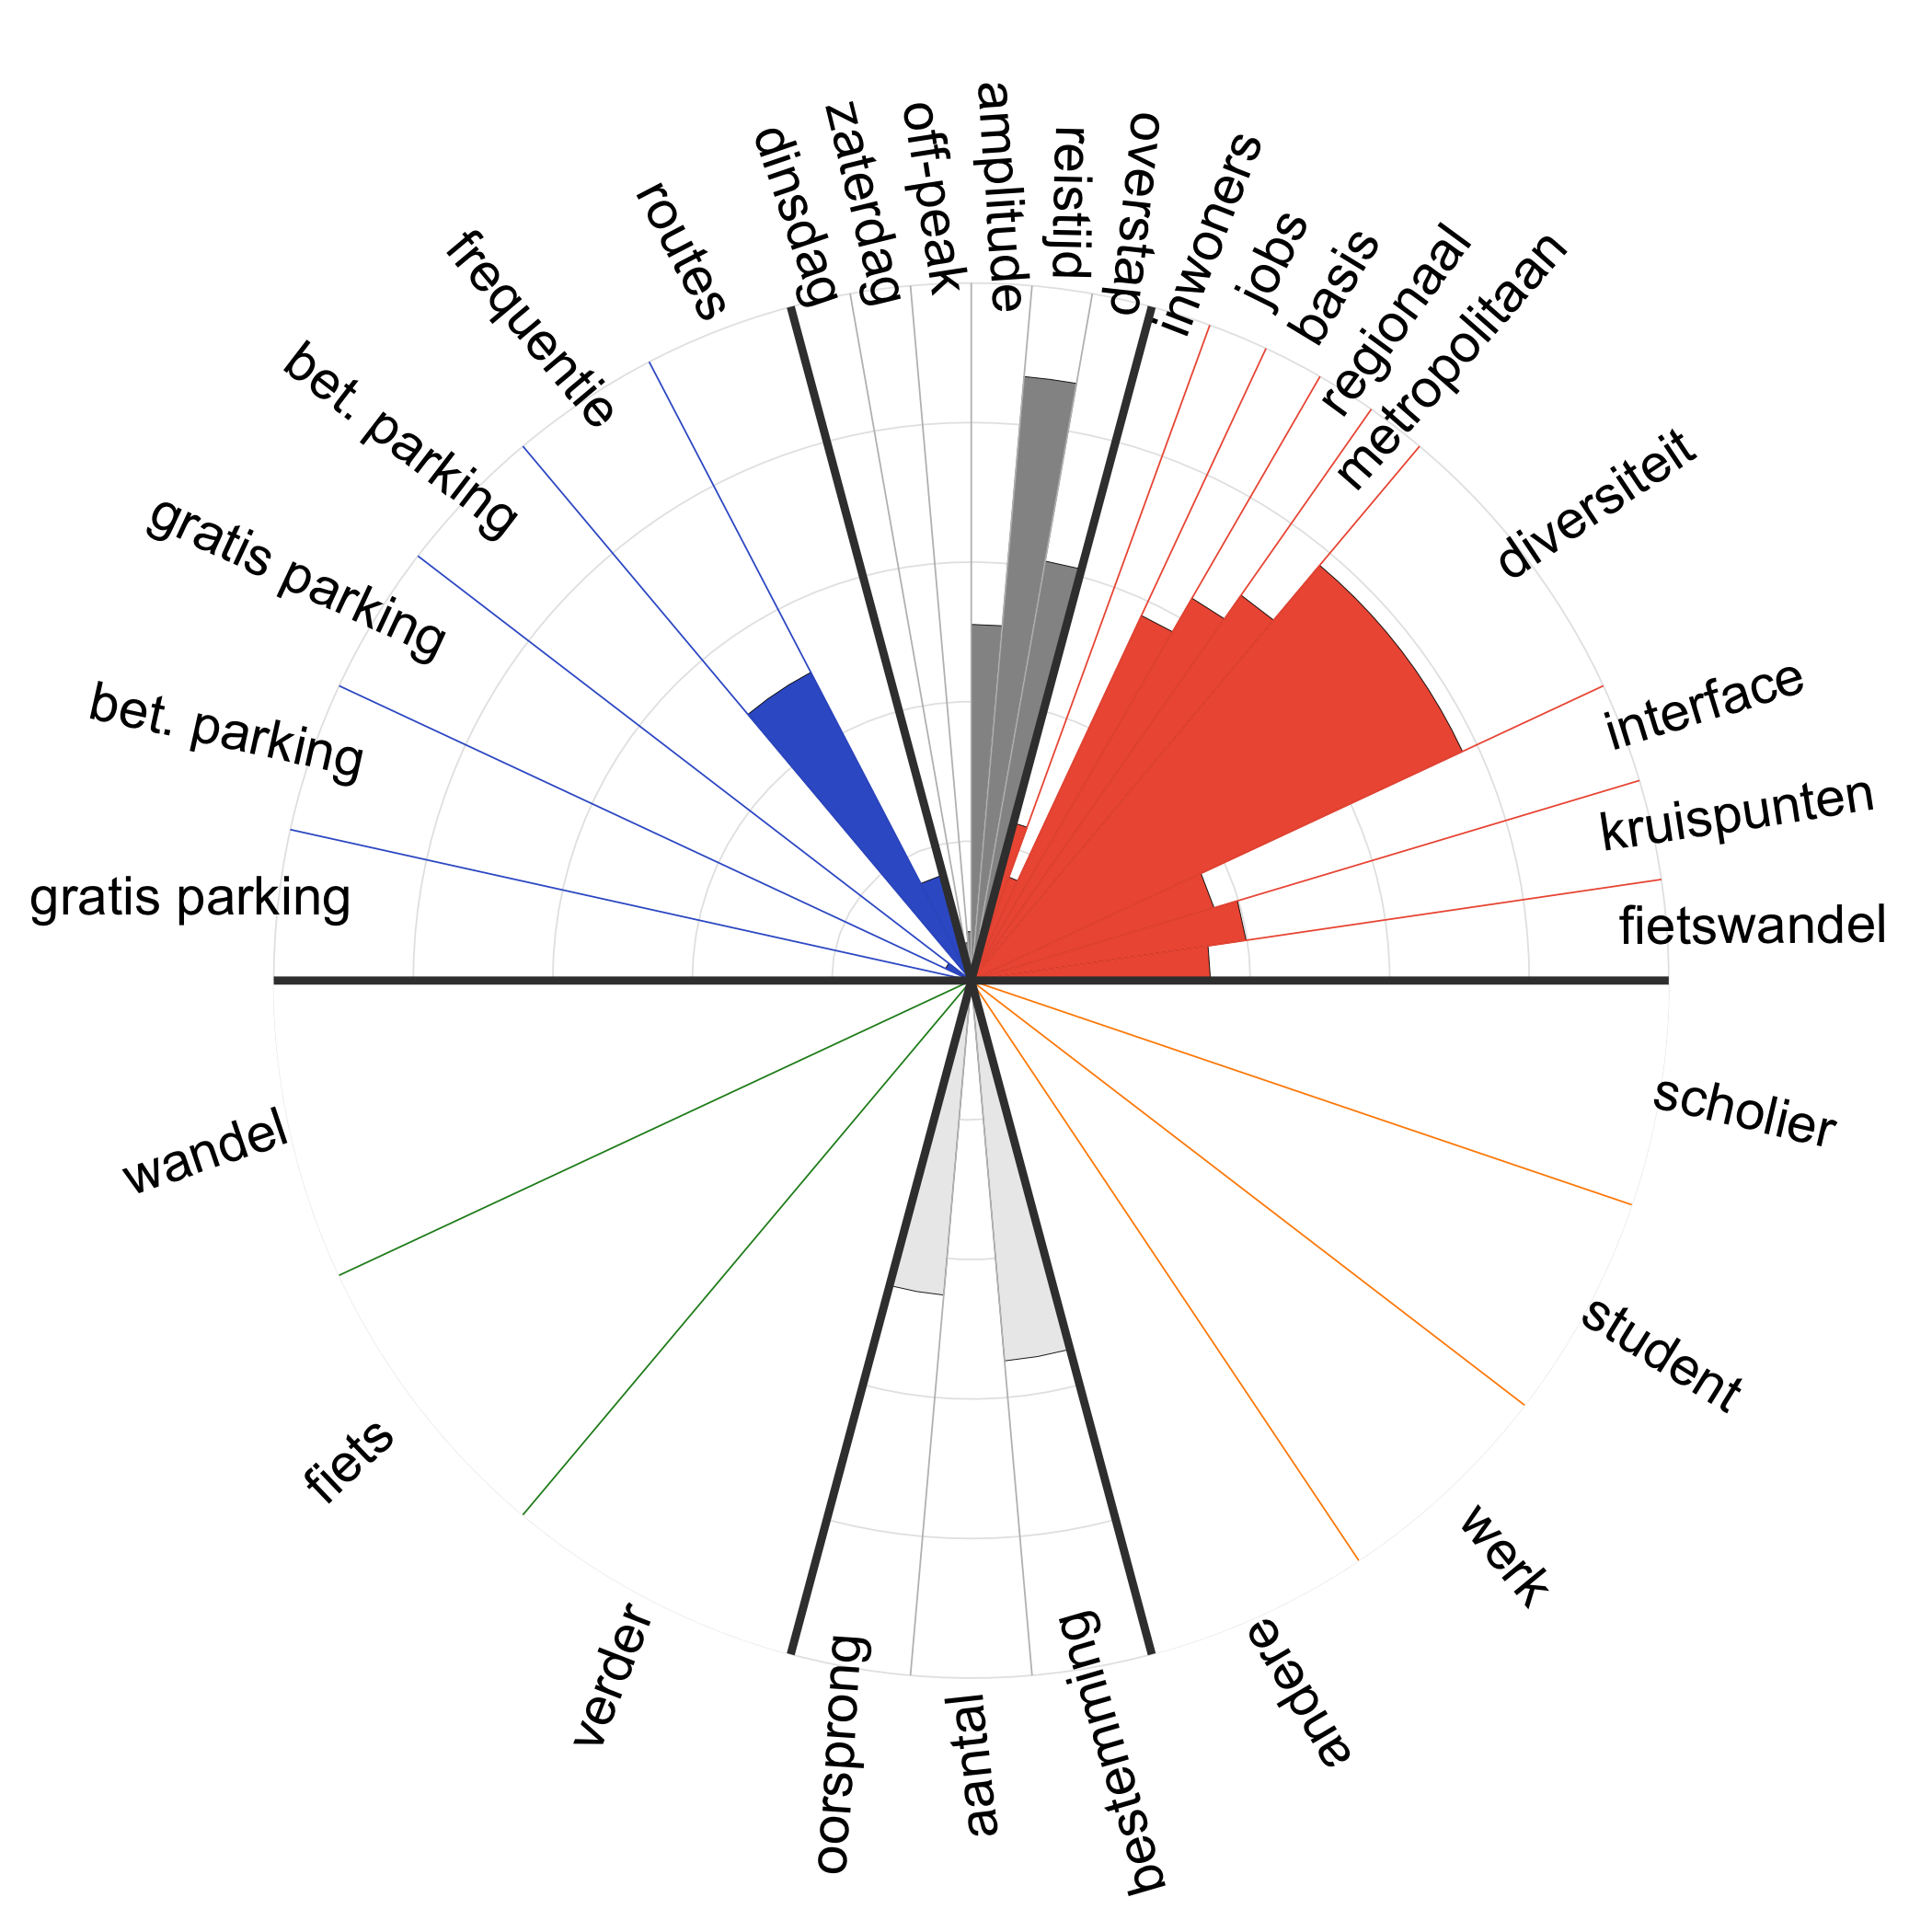 dinsdag
zaterdag
off-peak
amplitude
reistijd
overstap
inwoners
jobs
basis
regionaal
metropolitaan
diversiteit
interface
kruispunten
fietswandel
scholier
student
werk
andere
bestemming
aantal
oorsprong
verder
fiets
wandel
gratis parking
bet. parking
gratis parking
bet. parking
frequentie
routes